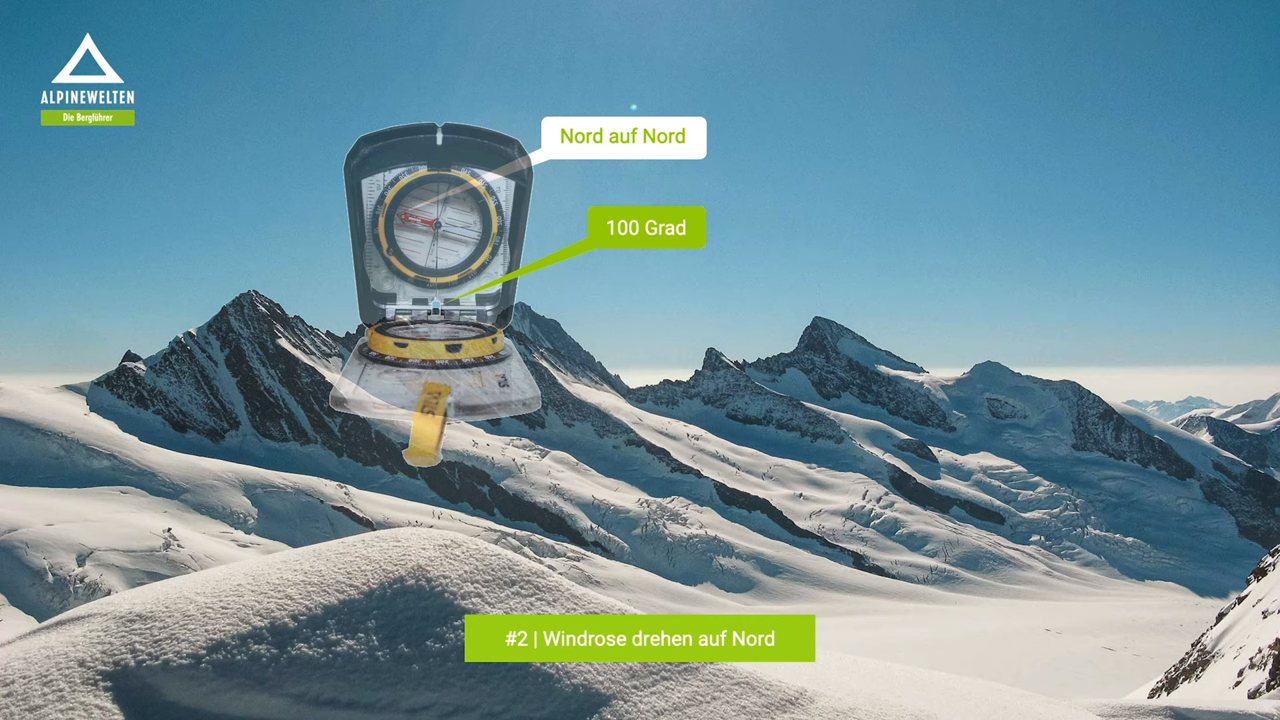 ALPINEWELTEN
Die Bergführer
Nord auf Nord
100 Grad
#2 | Windrose drehen auf Nord